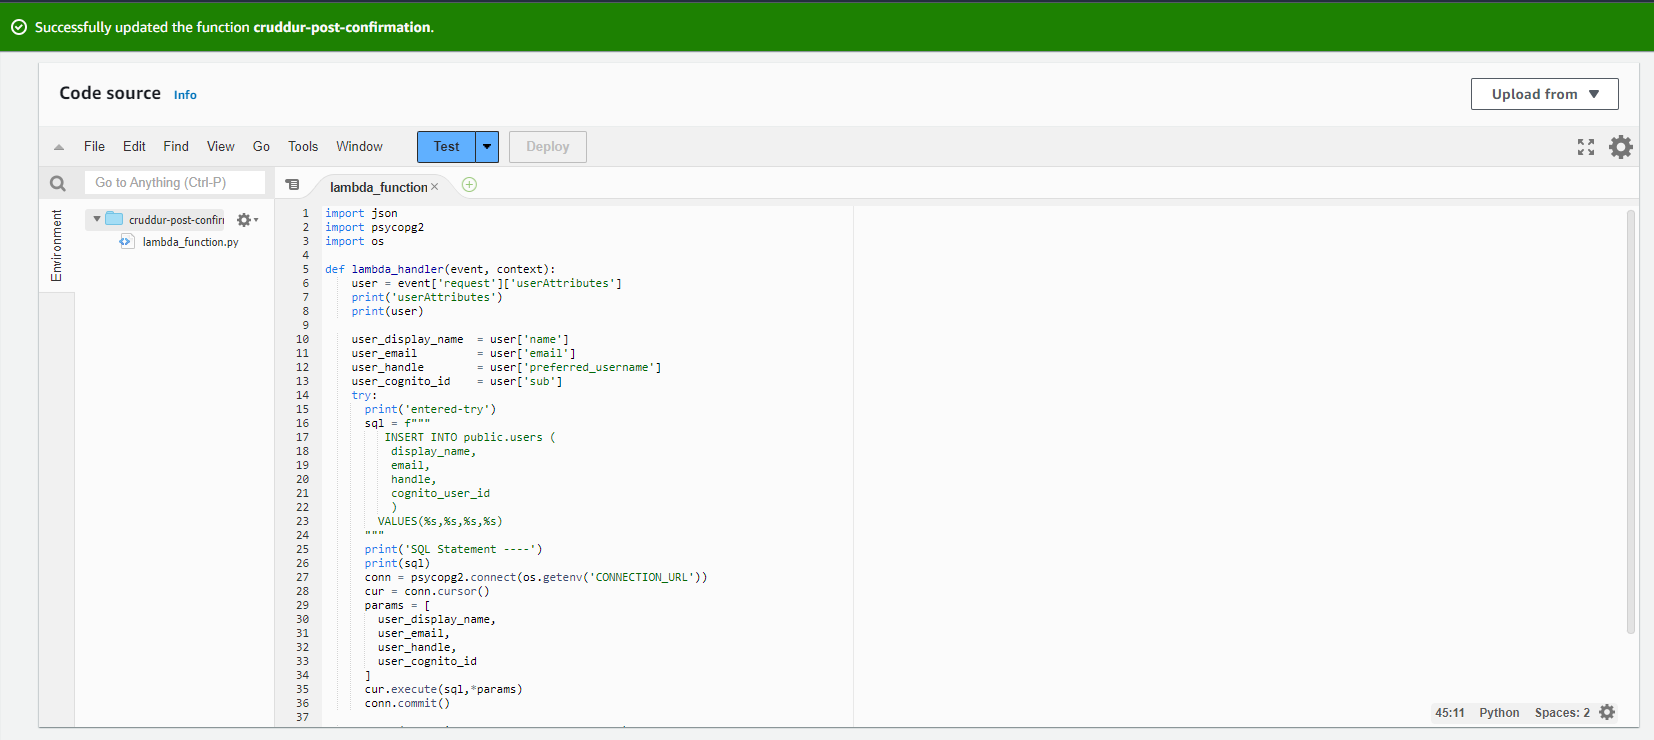 Successfully updated the function cruddur-post-confirmation.
Code source Info
Upload from
File Edit Find View Go Tools Window Test Deploy
Go to Anything (Ctrl-P)
lambda_function
Environment
cruddur-post-confirm
lambda_function.py
1 import json
2 import psycopg2
3 import os
4
5 def lambda_handler(event, context):
6 user = event['request']['userAttributes']
7 print('userAttributes')
8 print(user)
9
10 user_display_name = user['name']
11 user_email = user['email']
12 user_handle = user['preferred_username']
13 user_cognito_id = user['sub']
14 try:
15 print('entered-try')
16 sql = f"""
17 INSERT INTO public.users (
18 display_name,
19 email,
20 handle,
21 cognito_user_id
22 )
23 VALUES(%s,%s,%s,%s)
24 """
25 print('SQL Statement ----')
26 print(sql)
27 conn = psycopg2.connect(os.getenv('CONNECTION_URL'))
28 cur = conn.cursor()
29 params = [
30 user_display_name,
31 user_email,
32 user_handle,
33 user_cognito_id
34 ]
35 cur.execute(sql,*params)
36 conn.commit()
37
45:11 Python Spaces: 2